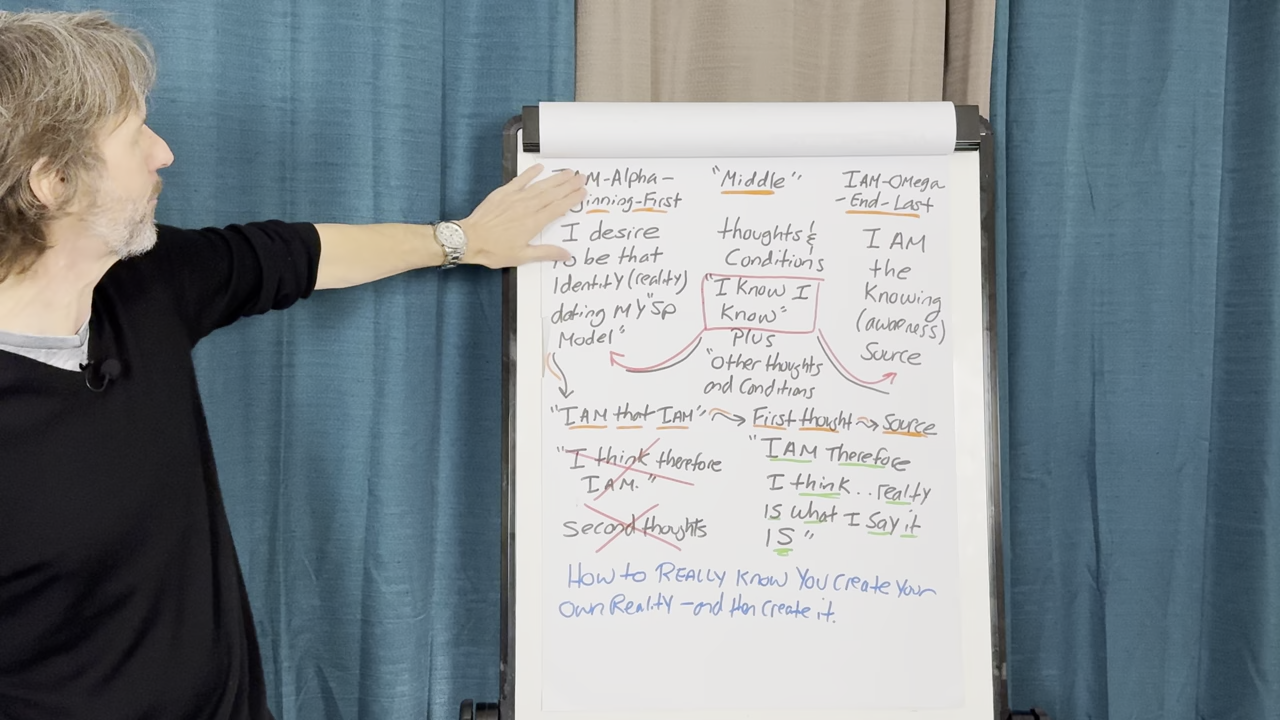 I AM-Alpha-
ginning-First
I desire
to be that
Identity (reality)
dating MY "SP
Model"
"Middle"
thoughts &
Conditions
"I Know I
Know"
Plus
"Other thoughts
and Conditions
I AM-OMega
-End-Last
I AM
the
Knowing
(awarness)
Source
"I AM that I AM" → First thought → Source
"I think therefore
I AM."
Second thoughts
"I AM Therefore
I think.. realty
IS what I Say it
IS"
How to REALLY Know You Create Your
Own Reality -and then Create it.